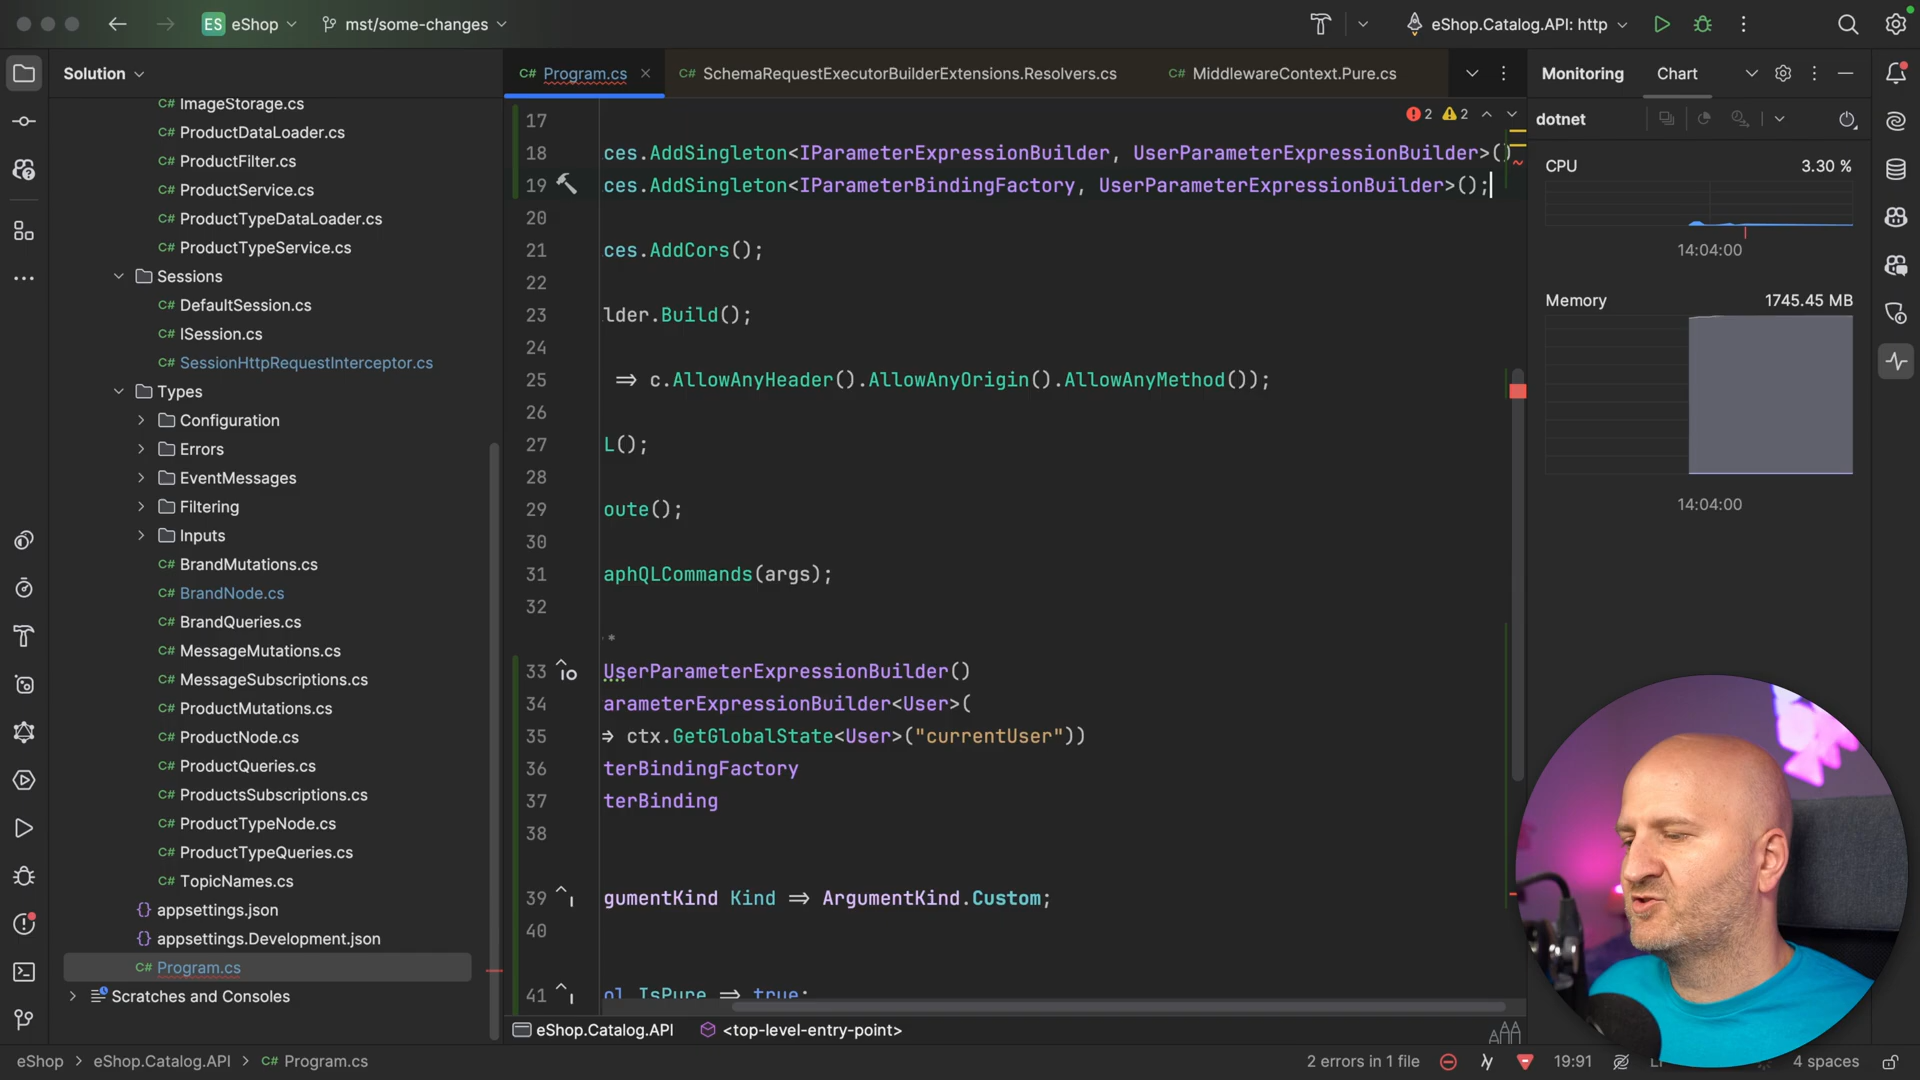 ES eShop
mst/some-changes
eShop.Catalog.API: http
Solution
C# Program.cs
C# SchemaRequestExecutorBuilderExtensions.Resolvers.cs
C# MiddlewareContext.Pure.cs
Monitoring
Chart
C# ImageStorage.cs
C# ProductDataLoader.cs
C# ProductFilter.cs
C# ProductService.cs
C# ProductTypeDataLoader.cs
C# ProductTypeService.cs
Sessions
C# DefaultSession.cs
C# ISession.cs
C# SessionHttpRequestInterceptor.cs
Types
Configuration
Errors
EventMessages
Filtering
Inputs
C# BrandMutations.cs
C# BrandNode.cs
C# BrandQueries.cs
C# MessageMutations.cs
C# MessageSubscriptions.cs
C# ProductMutations.cs
C# ProductNode.cs
C# ProductQueries.cs
C# ProductsSubscriptions.cs
C# ProductTypeNode.cs
C# ProductTypeQueries.cs
C# TopicNames.cs
{} appsettings.json
{} appsettings.Development.json
C# Program.cs
Scratches and Consoles
2 2
17
18 ces.AddSingleton<IParameterExpressionBuilder, UserParameterExpressionBuilder>()
19 ces.AddSingleton<IParameterBindingFactory, UserParameterExpressionBuilder>();
20
21 ces.AddCors();
22
23 lder.Build();
24
25 => c.AllowAnyHeader().AllowAnyOrigin().AllowAnyMethod());
26
27 L();
28
29 oute();
30
31 aphQLCommands(args);
32
*
33 UserParameterExpressionBuilder()
34 arameterExpressionBuilder<User>(
35 => ctx.GetGlobalState<User>("currentUser"))
36 terBindingFactory
37 terBinding
38
39 gumentKind Kind => ArgumentKind.Custom;
40
41 ol IsPure => true;
dotnet
CPU
3.30 %
14:04:00
Memory
1745.45 MB
14:04:00
eShop.Catalog.API
<top-level-entry-point>
eShop > eShop.Catalog.API > C# Program.cs
2 errors in 1 file
19:91
4 spaces